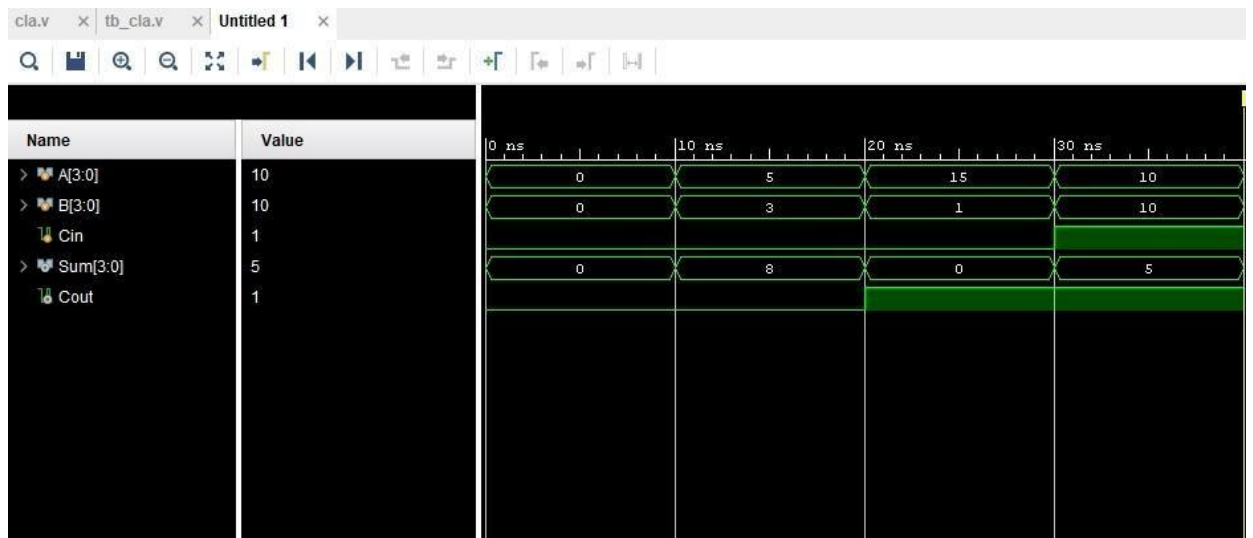 cla.v × tb_cla.v × Untitled 1 ×
Name Value 0 ns 10 ns 20 ns 30 ns
A[3:0] 10 0 5 15 10
B[3:0] 10 0 3 1 10
Cin 1
Sum[3:0] 5 0 8 0 5
Cout 1